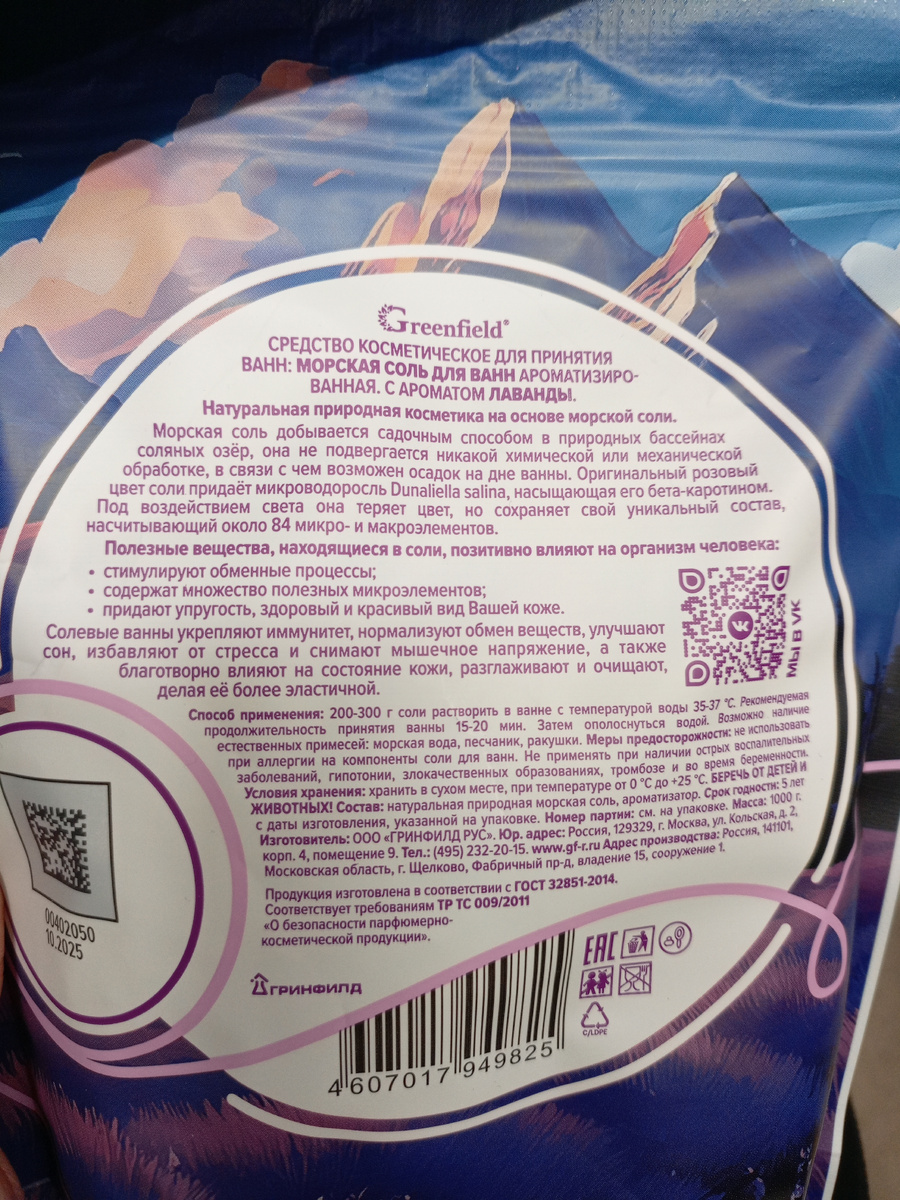 Greenfield®
СРЕДСТВО КОСМЕТИЧЕСКОЕ ДЛЯ ПРИНЯТИЯ
ВАНН: МОРСКАЯ СОЛЬ ДЛЯ ВАНН АРОМАТИЗИРО-
ВАННАЯ. С АРОМАТОМ ЛАВАНДЫ.
Натуральная природная косметика на основе морской соли.
Морская соль добывается садочным способом в природных бассейнах
соляных озёр, она не подвергается никакой химической или механической
обработке, в связи с чем возможен осадок на дне ванны. Оригинальный розовый
цвет соли придаёт микроводоросль Dunaliella salina, насыщающая его бета-каротином.
Под воздействием света она теряет цвет, но сохраняет свой уникальный состав,
насчитывающий около 84 микро- и макроэлементов.
Полезные вещества, находящиеся в соли, позитивно влияют на организм человека:
• стимулируют обменные процессы;
• содержат множество полезных микроэлементов;
• придают упругость, здоровый и красивый вид Вашей коже.
Солевые ванны укрепляют иммунитет, нормализуют обмен веществ, улучшают
сон, избавляют от стресса и снимают мышечное напряжение, а также
благотворно влияют на состояние кожи, разглаживают и очищают,
делая её более эластичной.
МЫ В VK
Способ применения: 200-300 г соли растворить в ванне с температурой воды 35-37 °С. Рекомендуемая
продолжительность принятия ванны 15-20 мин. Затем ополоснуться водой. Возможно наличие
естественных примесей: морская вода, песчаник, ракушки. Меры предосторожности: не использовать
при аллергии на компоненты соли для ванн. Не применять при наличии острых воспалительных
заболеваний, гипотонии, злокачественных образованиях, тромбозе и во время беременности.
Условия хранения: хранить в сухом месте, при температуре от 0 °С до +25 °С. БЕРЕЧЬ ОТ ДЕТЕЙ И
ЖИВОТНЫХ! Состав: натуральная природная морская соль, ароматизатор. Срок годности: 5 лет
с даты изготовления, указанной на упаковке. Номер партии: см. на упаковке. Масса: 1000 г.
Изготовитель: ООО «ГРИНФИЛД РУС». Юр. адрес: Россия, 129329, г. Москва, ул. Кольская, д. 2,
корп. 4, помещение 9. Тел.: (495) 232-20-15. www.gf-r.ru Адрес производства: Россия, 141101,
Московская область, г. Щелково, Фабричный пр-д, владение 15, сооружение 1.
Продукция изготовлена в соответствии с ГОСТ 32851-2014.
Соответствует требованиям ТР ТС 009/2011
«О безопасности парфюмерно-
косметической продукции».
00402050
10.2025
ГРИНФИЛД
EAC
C/LDPE
4 607017 949825